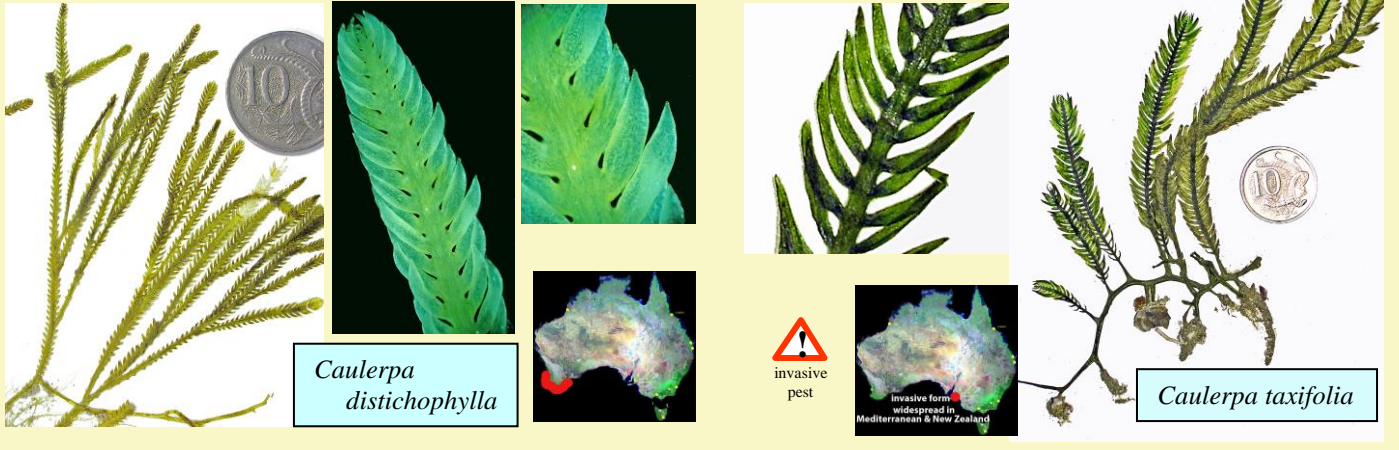 10
Caulerpa
distichophylla
!
invasive
pest
invasive form
widespread in
Mediterranean & New Zealand
10
Caulerpa taxifolia